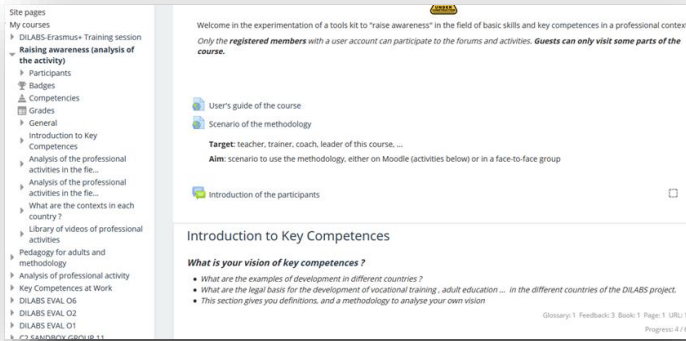 Site pages
My courses
DILABS-Erasmus+ Training session
Raising awareness (analysis of
the activity)
Participants
Badges
Competencies
Grades
General
Introduction to Key
Competences
Analysis of the professional
activities in the fie...
Analysis of the professional
activities in the fie...
What are the contexts in each
country ?
Library of videos of professional
activities
Pedagogy for adults and
methodology
Analysis of professional activity
Key Competences at Work
DILABS EVAL O6
DILABS EVAL O2
DILABS EVAL O1
C2 SANDBOX GROUP 11
UNDER
Welcome in the experimentation of a tools kit to "raise awareness" in the field of basic skills and key competences in a professional contex
Only the registered members with a user account can participate to the forums and activities. Guests can only visit some parts of the
course.
User's guide of the course
Scenario of the methodology
Target: teacher, trainer, coach, leader of this course, ...
Aim: scenario to use the methodology, either on Moodle (activities below) or in a face-to-face group
Introduction of the participants
Introduction to Key Competences
What is your vision of key competences ?
What are the examples of development in different countries ?
What are the legal basis for the development of vocational training , adult education ... in the different countries of the DILABS project.
This section gives you definitions, and a methodology to analyse your own vision
Glossary: 1 Feedback: 3 Book: 1 Page: 1 URL:
Progress: 4 /